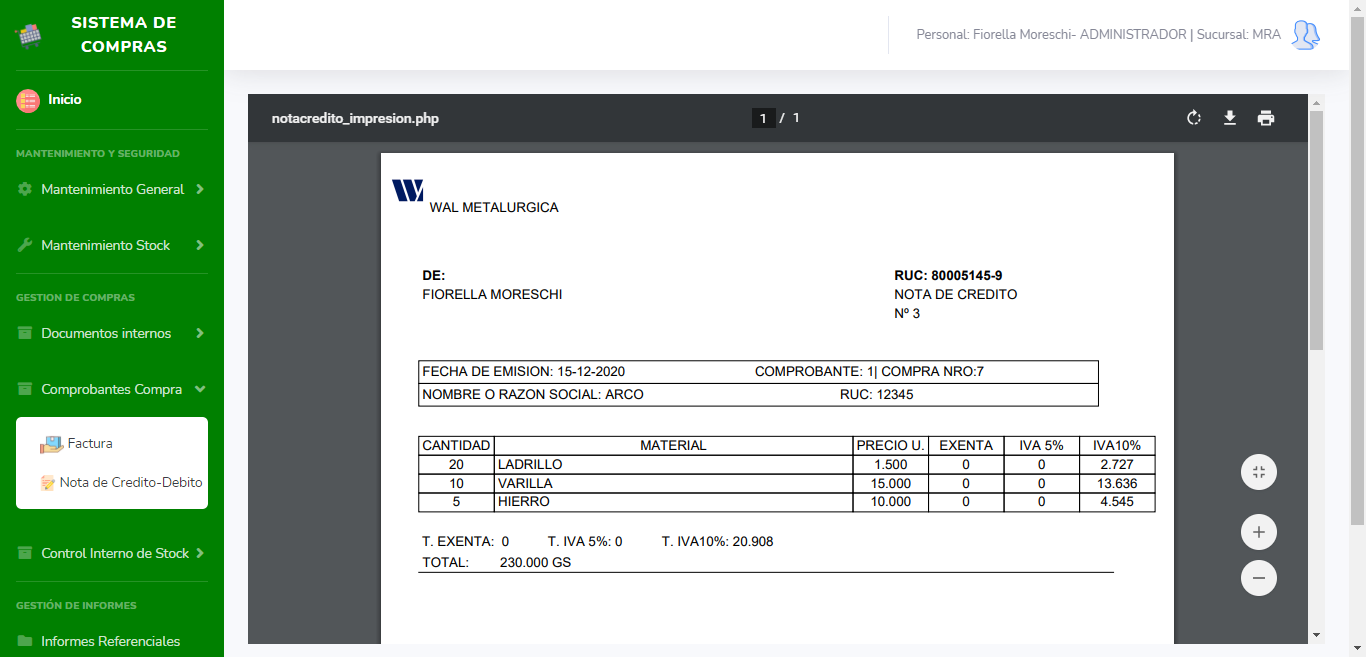 SISTEMA DE
COMPRAS
Personal: Fiorella Moreschi- ADMINISTRADOR | Sucursal: MRA
Inicio
MANTENIMIENTO Y SEGURIDAD
Mantenimiento General
Mantenimiento Stock
GESTION DE COMPRAS
Documentos internos
Comprobantes Compra
Factura
Nota de Credito-Debito
Control Interno de Stock
GESTIÓN DE INFORMES
Informes Referenciales
notacredito_impresion.php
1 / 1
W
WAL METALURGICA
DE:
FIORELLA MORESCHI
RUC: 80005145-9
NOTA DE CREDITO
Nº 3
FECHA DE EMISION: 15-12-2020 COMPROBANTE: 1| COMPRA NRO:7
NOMBRE O RAZON SOCIAL: ARCO RUC: 12345
CANTIDAD MATERIAL PRECIO U. EXENTA IVA 5% IVA10%
20 LADRILLO 1.500 0 0 2.727
10 VARILLA 15.000 0 0 13.636
5 HIERRO 10.000 0 0 4.545
T. EXENTA: 0 T. IVA 5%: 0 T. IVA10%: 20.908
TOTAL: 230.000 GS